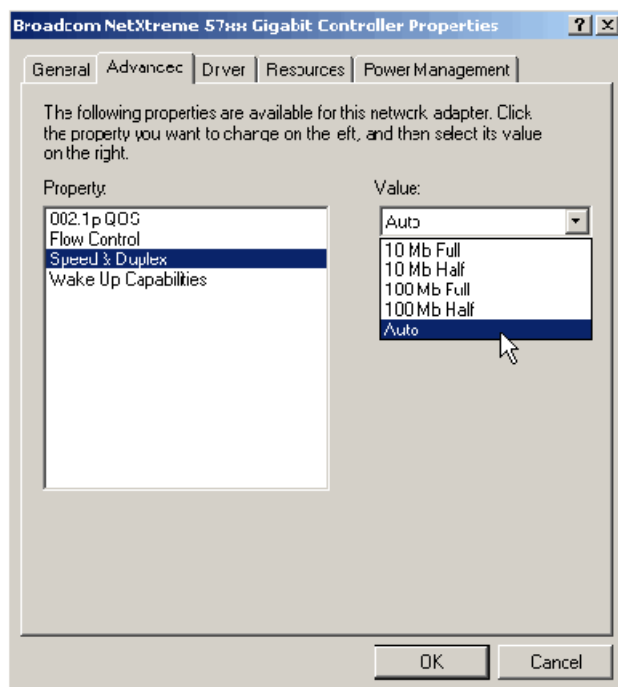 Broadcom NetXtreme 57xx Gigabit Controller Properties
General Advanced Driver Resources Power Management
The following properties are available for this network adapter. Click
the property you want to change on the left, and then select its value
on the right.
Property: Value:
802.1p QOS Auto
Flow Control
Speed & Duplex
Wake Up Capabilities
10 Mb Full
10 Mb Half
100 Mb Full
100 Mb Half
Auto
OK Cancel